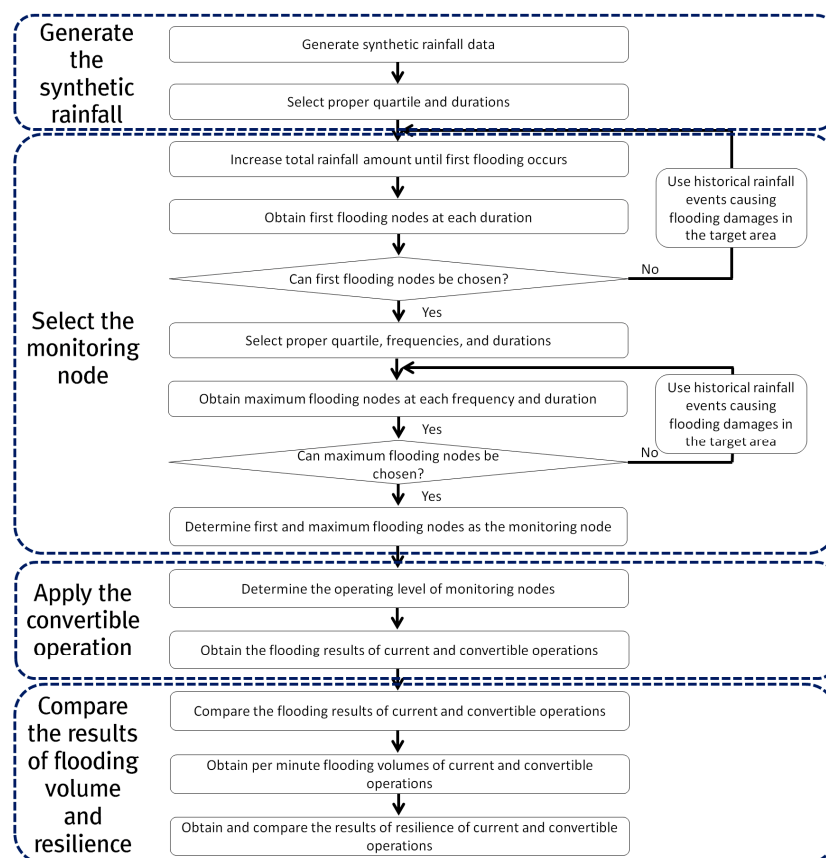 Generate
the
synthetic
rainfall
Generate synthetic rainfall data
Select proper quartile and durations
Select the
monitoring
node
Increase total rainfall amount until first flooding occurs
Obtain first flooding nodes at each duration
Can first flooding nodes be chosen?
No
Use historical rainfall
events causing
flooding damages in
the target area
Yes
Select proper quartile, frequencies, and durations
Obtain maximum flooding nodes at each frequency and duration
Yes
Can maximum flooding nodes be
chosen?
No
Use historical rainfall
events causing
flooding damages in
the target area
Yes
Determine first and maximum flooding nodes as the monitoring node
Apply the
convertible
operation
Determine the operating level of monitoring nodes
Obtain the flooding results of current and convertible operations
Compare
the results
of flooding
volume
and
resilience
Compare the flooding results of current and convertible operations
Obtain per minute flooding volumes of current and convertible
operations
Obtain and compare the results of resilience of current and convertible
operations